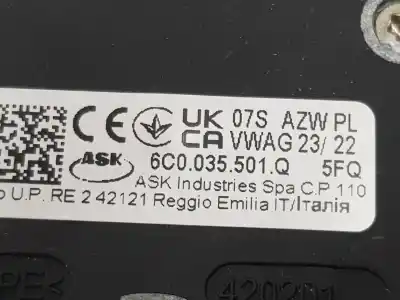 CE UK CA 07S AZW PL
VWAG 23/ 22
ASK 6C0.035.501.Q 5FQ
ASK Industries Spa C.P 110
U.P. RE 2 42121 Reggio Emilia IT/Італія